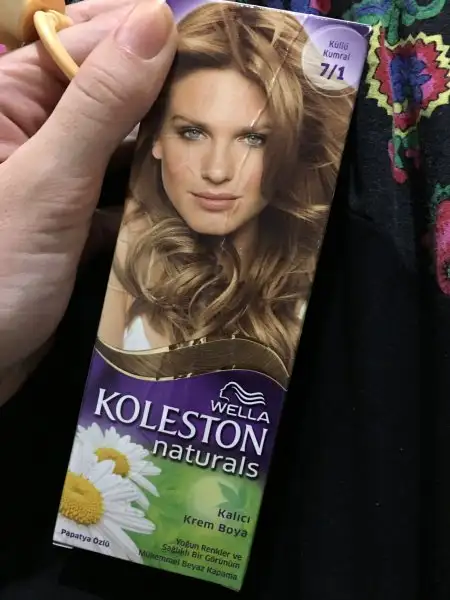 Küllü
Kumral
7/1
WELLA
KOLESTON
naturals
Kalıcı
Krem Boya
Papatya Özlü
Yoğun Renkler ve
Sağlıklı Bir Görünüm
Mükemmel Beyaz Kapama